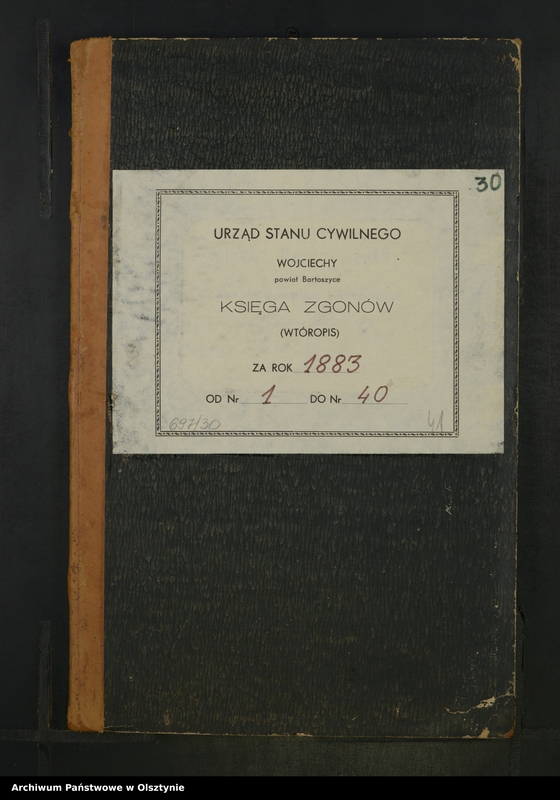 30
URZĄD STANU CYWILNEGO
WOJCIECHY
powiat Bartoszyce
KSIĘGA ZGONÓW
(WTÓROPIS)
ZA ROK 1883
OD Nr 1 DO Nr 40
697/30 41
Archiwum Państwowe w Olsztynie